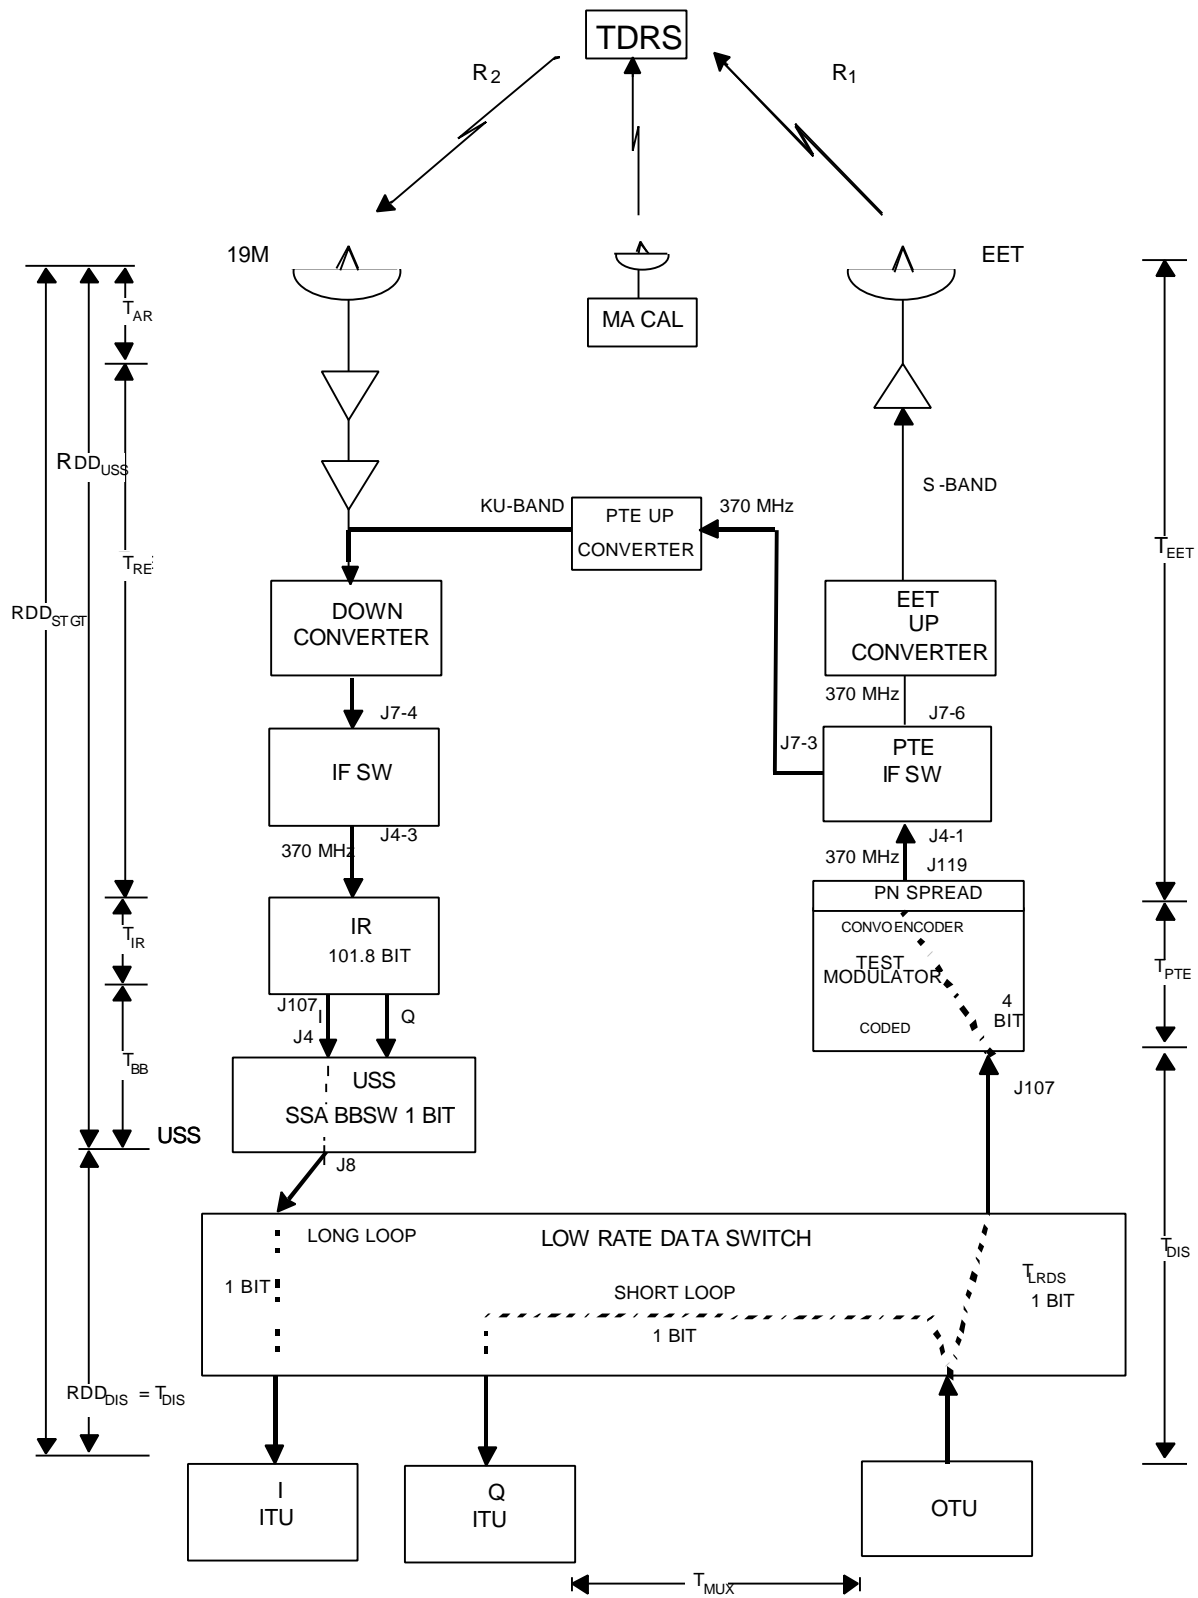 TDRS
R2
R1
19M
EET
MA CAL
TAR
RDDUSS
S-BAND
KU-BAND
PTE UP
CONVERTER
370 MHz
TRE
TEET
RDDSTGT
DOWN
CONVERTER
EET
UP
CONVERTER
370 MHz
J7-4
J7-6
J7-3
IF SW
PTE
IF SW
J4-3
370 MHz
J4-1
370 MHz
J119
PN SPREAD
IR
101.8 BIT
CONVO ENCODER
TEST
MODULATOR
4
BIT
CODED
TIR
TPTE
J107
I
Q
J4
TBB
USS
SSA BBSW 1 BIT
J107
USS
J8
LONG LOOP
LOW RATE DATA SWITCH
TDIS
1 BIT
SHORT LOOP
TLRDS
1 BIT
1 BIT
RDDDIS = TDIS
I
ITU
Q
ITU
OTU
TMUX